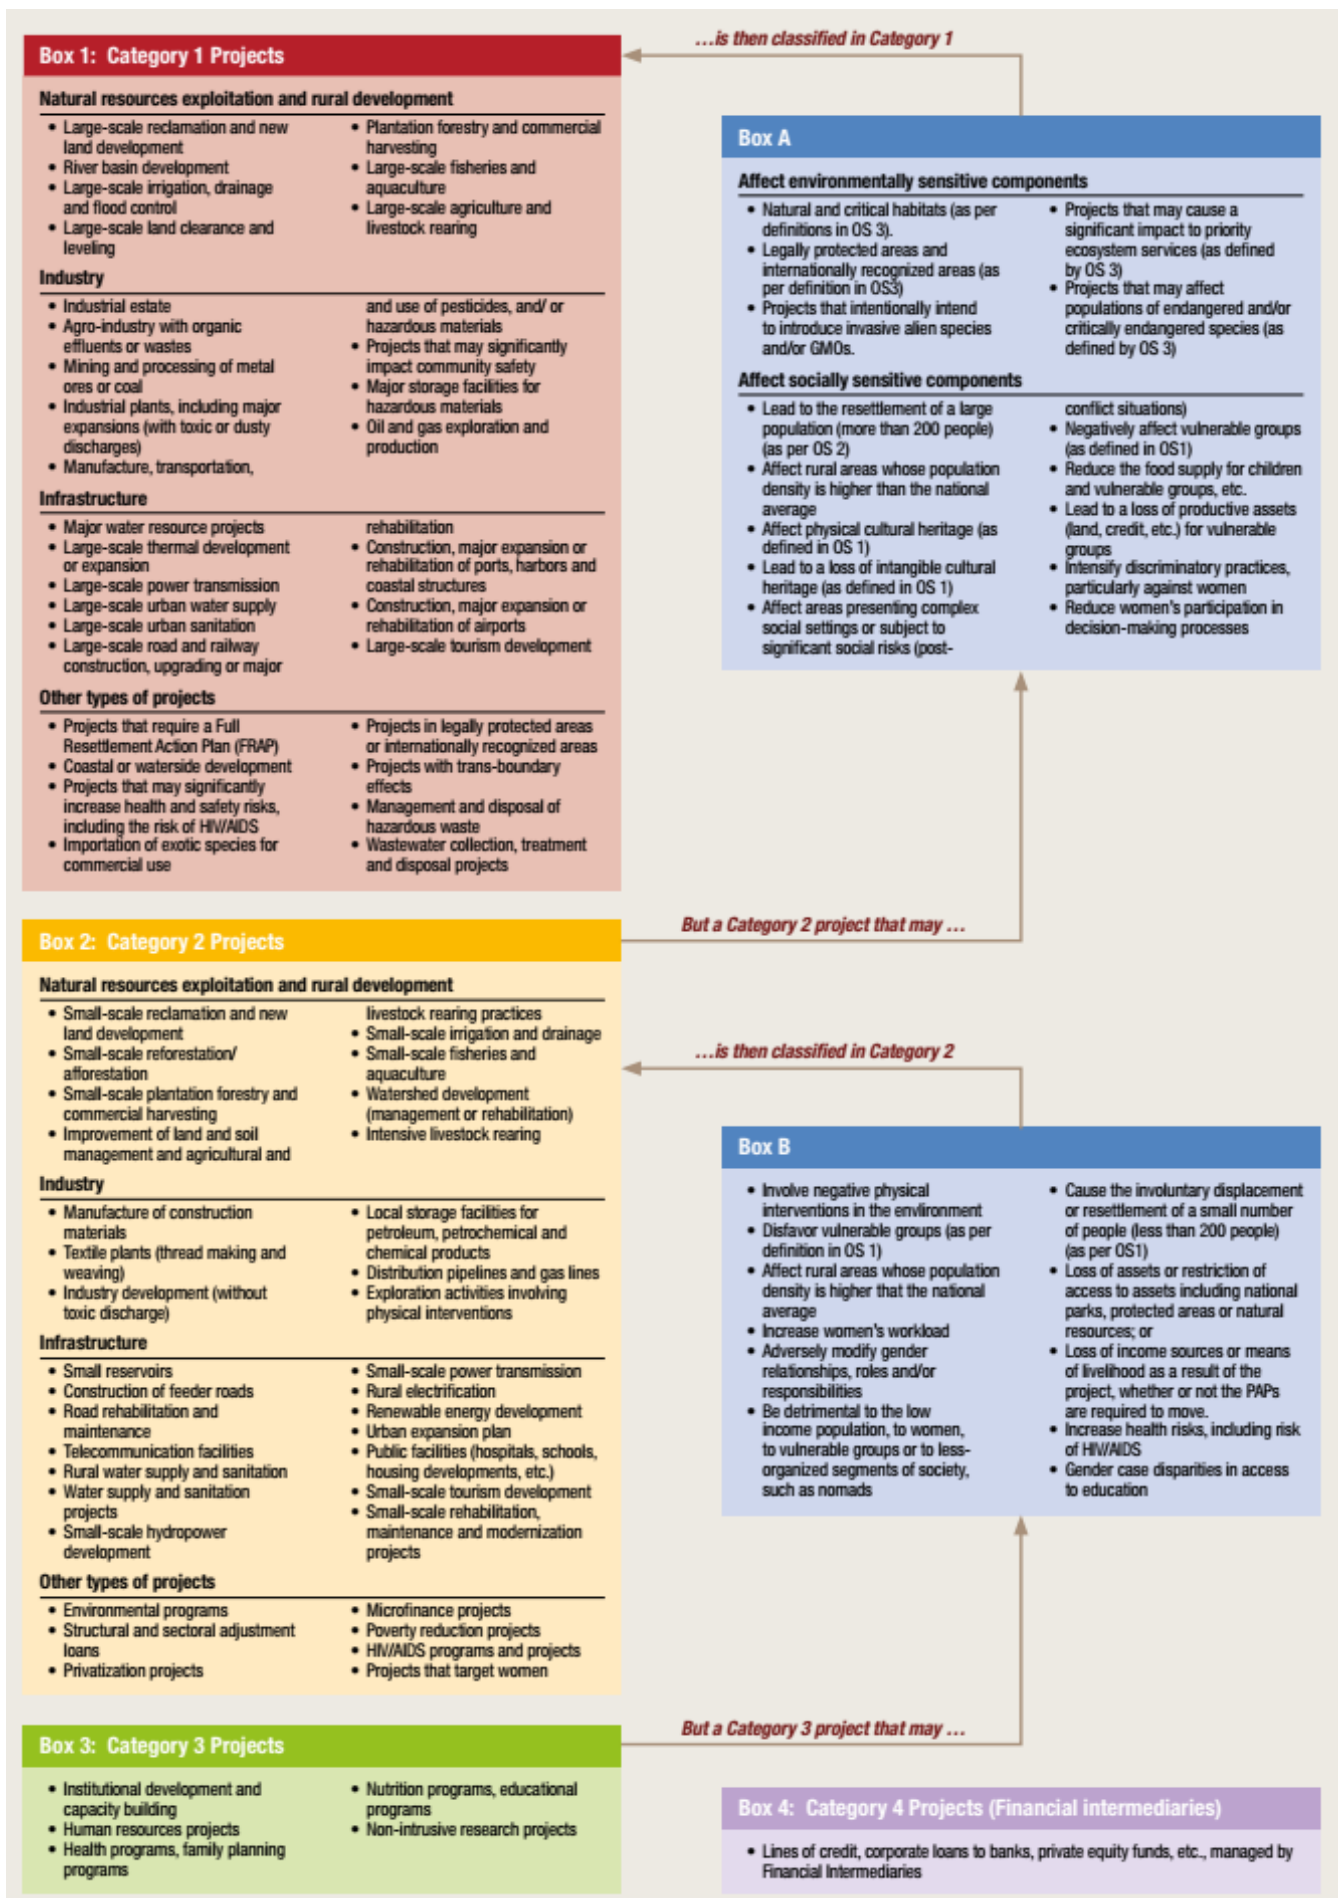 …is then classified in Category 1
Box 1: Category 1 Projects
Natural resources exploitation and rural development
• Large-scale reclamation and new
land development
• River basin development
• Large-scale irrigation, drainage
and flood control
• Large-scale land clearance and
leveling
• Plantation forestry and commercial
harvesting
• Large-scale fisheries and
aquaculture
• Large-scale agriculture and
livestock rearing
Industry
• Industrial estate
• Agro-industry with organic
effluents or wastes
• Mining and processing of metal
ores or coal
• Industrial plants, including major
expansions (with toxic or dusty
discharges)
• Manufacture, transportation,
and use of pesticides, and/ or
hazardous materials
• Projects that may significantly
impact community safety
• Major storage facilities for
hazardous materials
• Oil and gas exploration and
production
Infrastructure
• Major water resource projects
• Large-scale thermal development
or expansion
• Large-scale power transmission
• Large-scale urban water supply
• Large-scale urban sanitation
• Large-scale road and railway
construction, upgrading or major
rehabilitation
• Construction, major expansion or
rehabilitation of ports, harbors and
coastal structures
• Construction, major expansion or
rehabilitation of airports
• Large-scale tourism development
Other types of projects
• Projects that require a Full
Resettlement Action Plan (FRAP)
• Coastal or waterside development
• Projects that may significantly
increase health and safety risks,
including the risk of HIV/AIDS
• Importation of exotic species for
commercial use
• Projects in legally protected areas
or internationally recognized areas
• Projects with trans-boundary
effects
• Management and disposal of
hazardous waste
• Wastewater collection, treatment
and disposal projects
Box A
Affect environmentally sensitive components
• Natural and critical habitats (as per
definitions in OS 3).
• Legally protected areas and
internationally recognized areas (as
per definition in OS3)
• Projects that intentionally intend
to introduce invasive alien species
and/or GMOs.
• Projects that may cause a
significant impact to priority
ecosystem services (as defined
by OS 3)
• Projects that may affect
populations of endangered and/or
critically endangered species (as
defined by OS 3)
Affect socially sensitive components
• Lead to the resettlement of a large
population (more than 200 people)
(as per OS 2)
• Affect rural areas whose population
density is higher than the national
average
• Affect physical cultural heritage (as
defined in OS 1)
• Lead to a loss of intangible cultural
heritage (as defined in OS 1)
• Affect areas presenting complex
social settings or subject to
significant social risks (post-
conflict situations)
• Negatively affect vulnerable groups
(as defined in OS1)
• Reduce the food supply for children
and vulnerable groups, etc.
• Lead to a loss of productive assets
(land, credit, etc.) for vulnerable
groups
• Intensify discriminatory practices,
particularly against women
• Reduce women's participation in
decision-making processes
But a Category 2 project that may …
Box 2: Category 2 Projects
Natural resources exploitation and rural development
• Small-scale reclamation and new
land development
• Small-scale reforestation/
afforestation
• Small-scale plantation forestry and
commercial harvesting
• Improvement of land and soil
management and agricultural and
livestock rearing practices
• Small-scale irrigation and drainage
• Small-scale fisheries and
aquaculture
• Watershed development
(management or rehabilitation)
• Intensive livestock rearing
Industry
• Manufacture of construction
materials
• Textile plants (thread making and
weaving)
• Industry development (without
toxic discharge)
• Local storage facilities for
petroleum, petrochemical and
chemical products
• Distribution pipelines and gas lines
• Exploration activities involving
physical interventions
Infrastructure
• Small reservoirs
• Construction of feeder roads
• Road rehabilitation and
maintenance
• Telecommunication facilities
• Rural water supply and sanitation
• Water supply and sanitation
projects
• Small-scale hydropower
development
• Small-scale power transmission
• Rural electrification
• Renewable energy development
• Urban expansion plan
• Public facilities (hospitals, schools,
housing developments, etc.)
• Small-scale tourism development
• Small-scale rehabilitation,
maintenance and modernization
projects
Other types of projects
• Environmental programs
• Structural and sectoral adjustment
loans
• Privatization projects
• Microfinance projects
• Poverty reduction projects
• HIV/AIDS programs and projects
• Projects that target women
…is then classified in Category 2
Box B
• Involve negative physical
interventions in the envIironment
• Disfavor vulnerable groups (as per
definition in OS 1)
• Affect rural areas whose population
density is higher that the national
average
• Increase women's workload
• Adversely modify gender
relationships, roles and/or
responsibilities
• Be detrimental to the low
income population, to women,
to vulnerable groups or to less-
organized segments of society,
such as nomads
• Cause the involuntary displacement
or resettlement of a small number
of people (less than 200 people)
(as per OS1)
• Loss of assets or restriction of
access to assets including national
parks, protected areas or natural
resources; or
• Loss of income sources or means
of livelihood as a result of the
project, whether or not the PAPs
are required to move.
• Increase health risks, including risk
of HIV/AIDS
• Gender case disparities in access
to education
But a Category 3 project that may …
Box 3: Category 3 Projects
• Institutional development and
capacity building
• Human resources projects
• Health programs, family planning
programs
• Nutrition programs, educational
programs
• Non-intrusive research projects
Box 4: Category 4 Projects (Financial intermediaries)
• Lines of credit, corporate loans to banks, private equity funds, etc., managed by
Financial Intermediaries